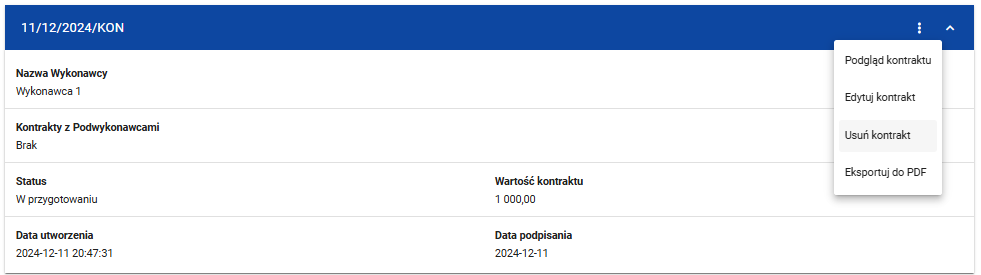 11/12/2024/KON
Podgląd kontraktu
Edytuj kontrakt
Usuń kontrakt
Eksportuj do PDF
Nazwa Wykonawcy
Wykonawca 1
Kontrakty z Podwykonawcami
Brak
Status
Wartość kontraktu
W przygotowaniu
1 000,00
Data utworzenia
Data podpisania
2024-12-11 20:47:31
2024-12-11